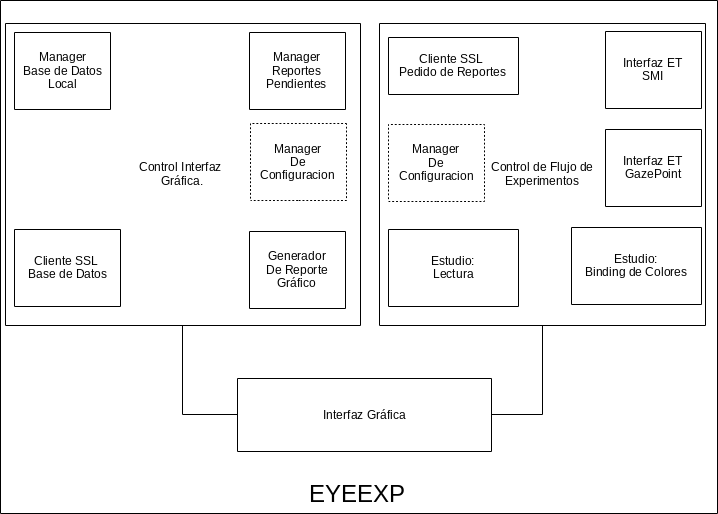 Manager
Base de Datos
Local
Manager
Reportes
Pendientes
Manager
De
Configuracion
Control Interfaz
Gráfica.
Cliente SSL
Base de Datos
Generador
De Reporte
Gráfico
Cliente SSL
Pedido de Reportes
Interfaz ET
SMI
Manager
De
Configuracion
Control de Flujo de
Experimentos
Interfaz ET
GazePoint
Estudio:
Lectura
Estudio:
Binding de Colores
Interfaz Gráfica
EYEEXP